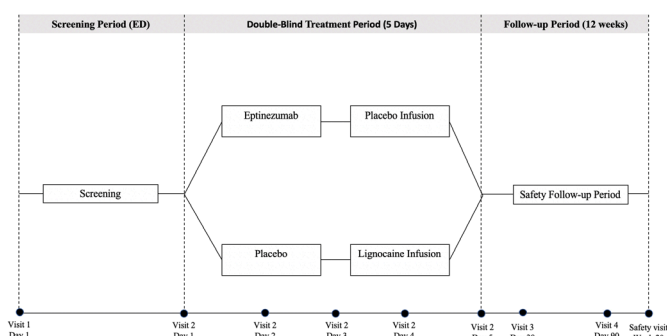 Screening Period (ED)
Double-Blind Treatment Period (5 Days)
Follow-up Period (12 weeks)
Eptinezumab
Placebo Infusion
Screening
Safety Follow-up Period
Placebo
Lignocaine Infusion
Visit 1
Visit 2
Visit 2
Visit 2
Visit 2
Visit 2
Visit 3
Visit 4
Safety visit
Day 1
Day 1
Day 2
Day 3
Day 4